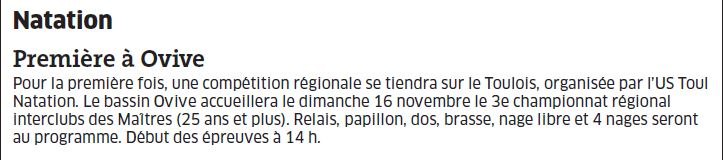 Natation
Première à Ovive
Pour la première fois, une compétition régionale se tiendra sur le Toulois, organisée par l'US Toul
Natation. Le bassin Ovive accueillera le dimanche 16 novembre le 3e championnat régional
interclubs des Maîtres (25 ans et plus). Relais, papillon, dos, brasse, nage libre et 4 nages seront
au programme. Début des épreuves à 14 h.